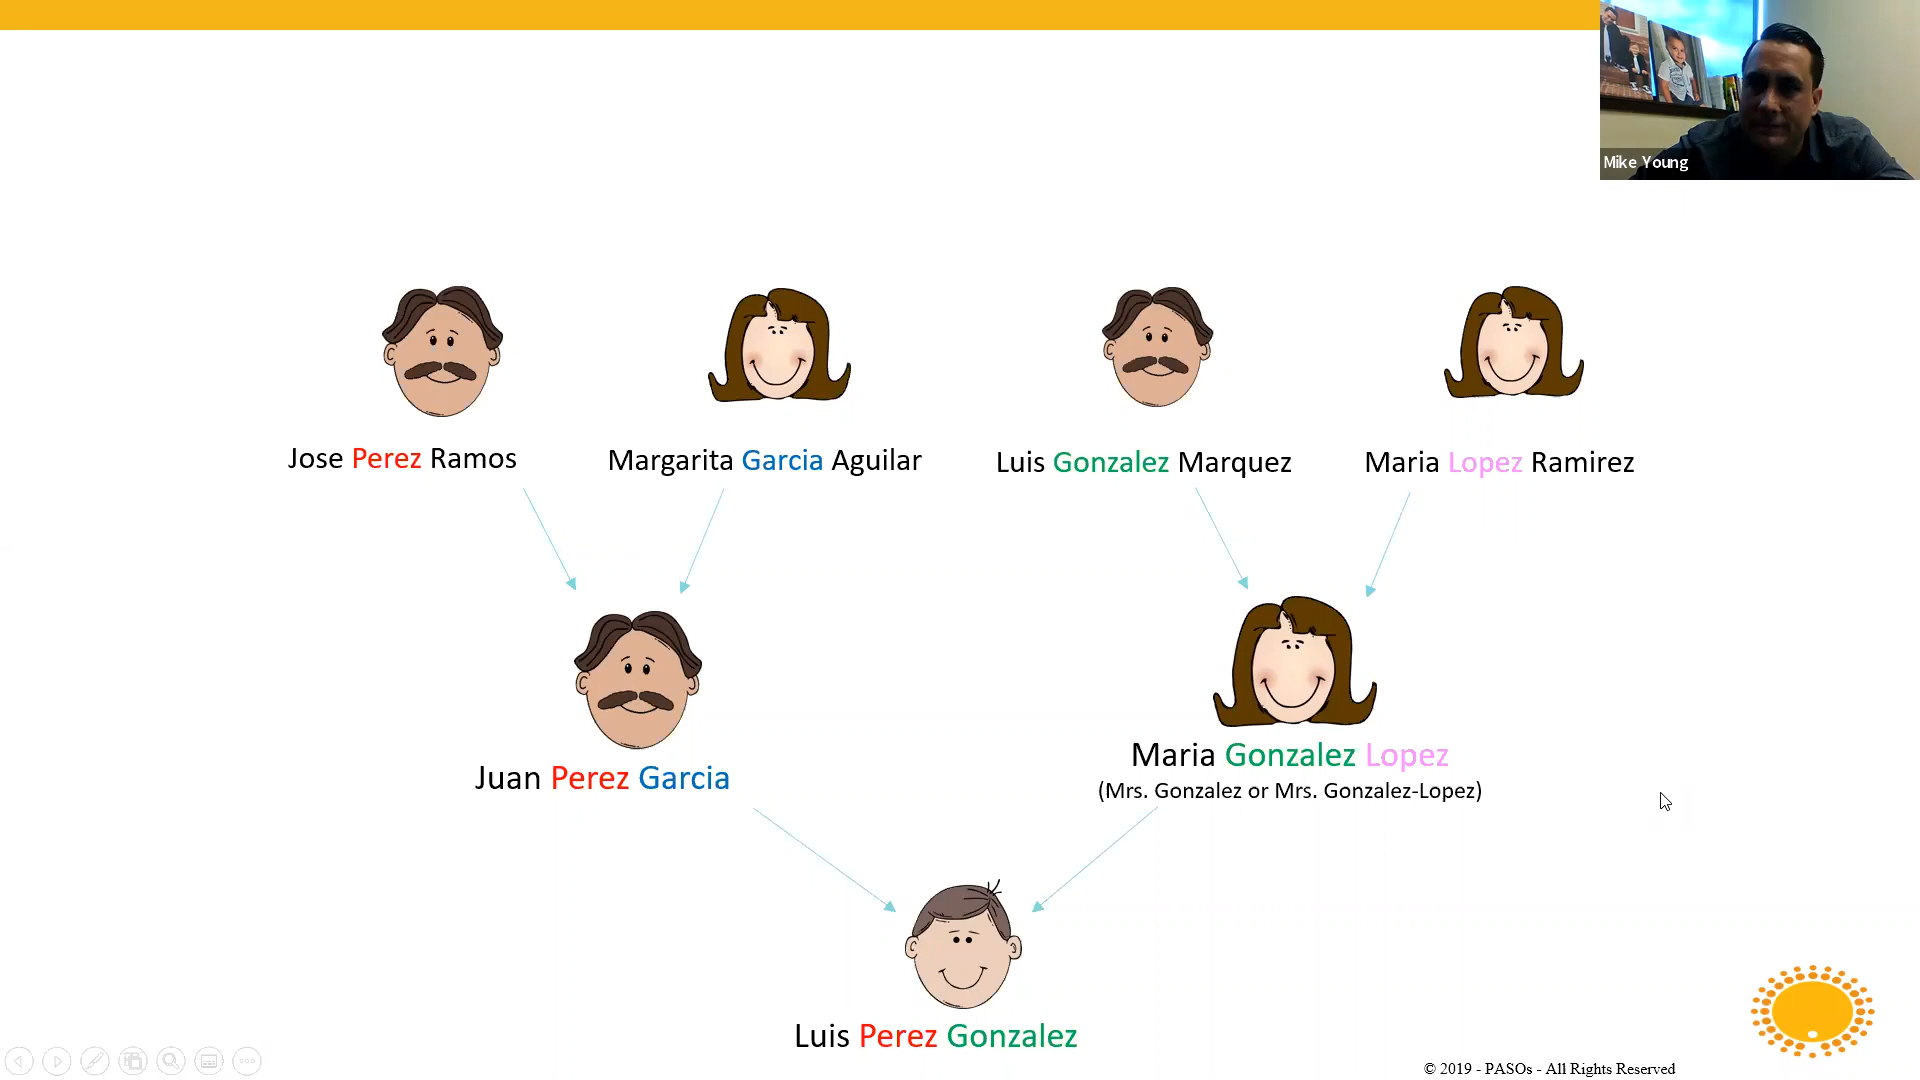 Mike Young
Jose Perez Ramos
Margarita Garcia Aguilar
Luis Gonzalez Marquez
Maria Lopez Ramirez
Juan Perez Garcia
Maria Gonzalez Lopez
(Mrs. Gonzalez or Mrs. Gonzalez-Lopez)
Luis Perez Gonzalez
© 2019 - PASOs - All Rights Reserved